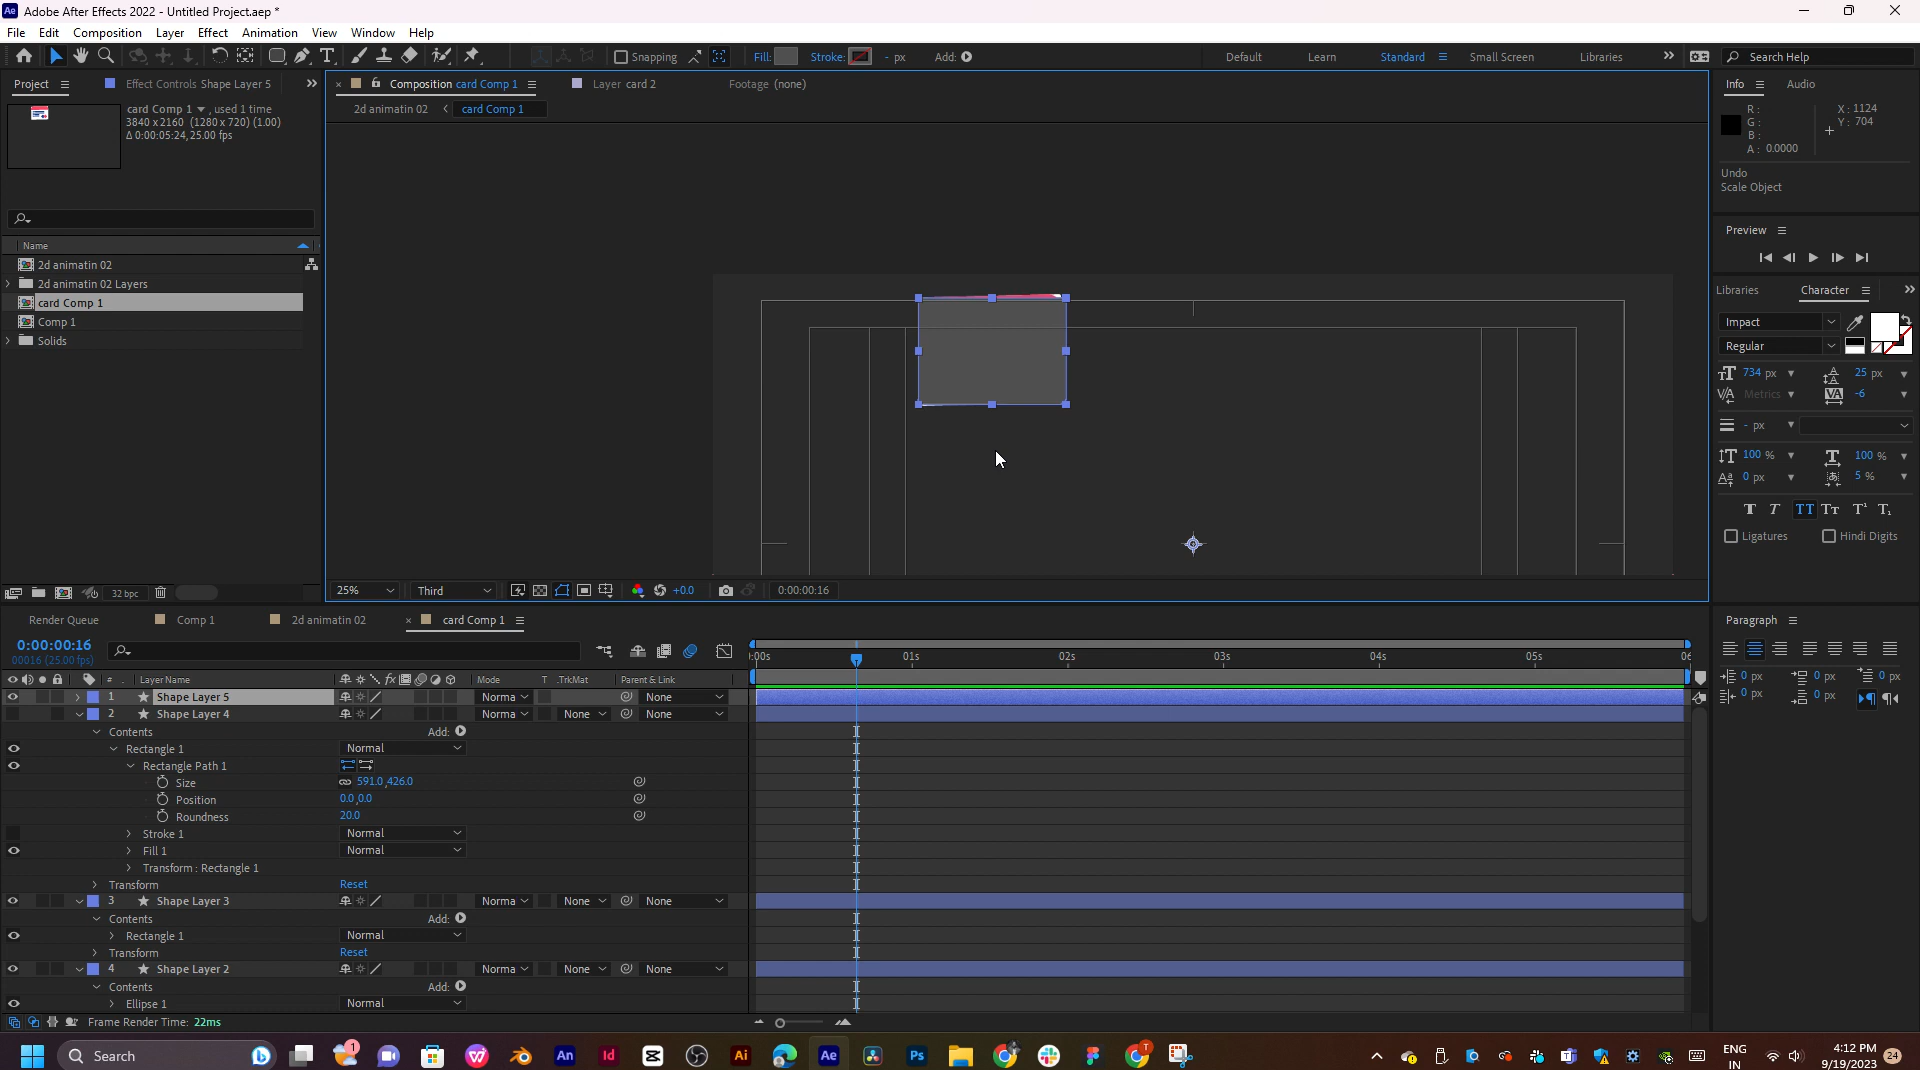 Adobe After Effects 2022 - Untitled Project.aep *
File Edit Composition Layer Effect Animation View Window Help
Snapping
Fill: Stroke: - px Add:
Default Learn Standard Small Screen Libraries
Search Help
Project Effect Controls Shape Layer 5
Composition card Comp 1
Layer card 2
Footage (none)
Info Audio
card Comp 1 , used 1 time
3840 x 2160 (1280 x 720) (1.00)
Δ 0:00:05:24, 25.00 fps
2d animatin 02 card Comp 1
R: X: 1124
G: Y: 704
B:
A: 0.0000
Undo
Scale Object
Preview
Name
2d animatin 02
2d animatin 02 Layers
card Comp 1
Comp 1
Solids
Libraries Character
Impact
Regular
734 px 25 px
Metrics -6
- px
100 % 100 %
0 px 5 %
T T TT Tt T¹ T₁
Ligatures Hindi Digits
32 bpc
25% Third +0.0 0:00:00:16
Render Queue Comp 1 2d animatin 02 card Comp 1
Paragraph
0:00:00:16
00016 (25.00 fps)
:00s 01s 02s 03s 04s 05s 06
# Layer Name Mode T .TrkMat Parent & Link
0 px 0 px 0 px
0 px 0 px
1 Shape Layer 5 Norma None
2 Shape Layer 4 Norma None None
Contents Add:
Rectangle 1 Normal
Rectangle Path 1
Size 591.0,426.0
Position 0.0,0.0
Roundness 20.0
Stroke 1 Normal
Fill 1 Normal
Transform : Rectangle 1
Transform Reset
3 Shape Layer 3 Norma None None
Contents Add:
Rectangle 1 Normal
Transform Reset
4 Shape Layer 2 Norma None None
Contents Add:
Ellipse 1 Normal
Frame Render Time: 22ms
Search
1
An Id Ai Ae Ps T
ENG
IN
4:12 PM
9/19/2023
24